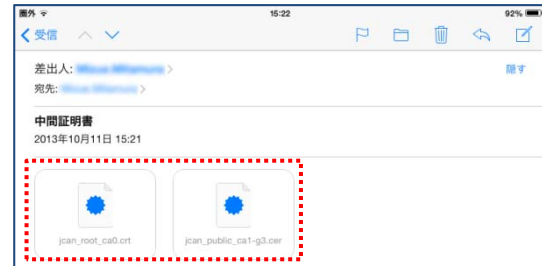 圏外 15:22 92%
受信
差出人: 隠す
宛先:
中間証明書
2013年10月11日 15:21
jcan_root_ca0.crt jcan_public_ca1-g3.cer